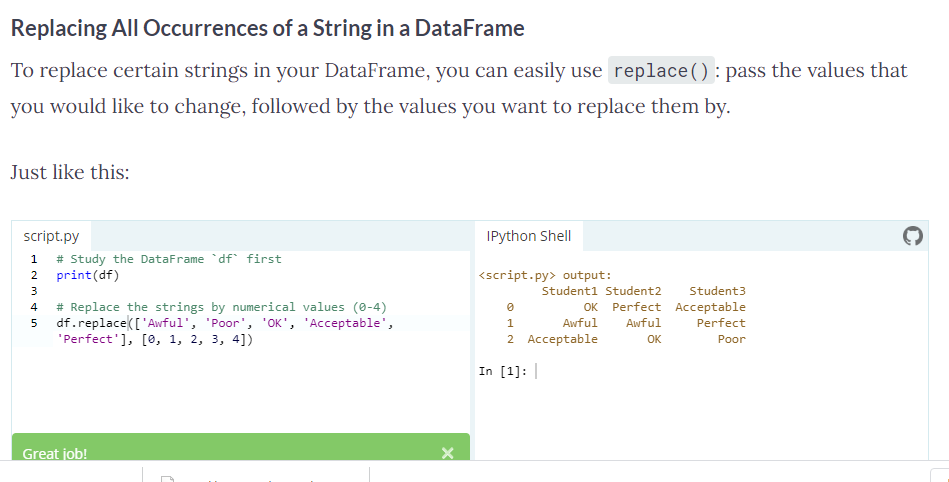 Replacing All Occurrences of a String in a DataFrame
To replace certain strings in your DataFrame, you can easily use replace(): pass the values that
you would like to change, followed by the values you want to replace them by.
Just like this:
script.py
1 # Study the DataFrame `df` first
2 print(df)
3
4 # Replace the strings by numerical values (0-4)
5 df.replace(['Awful', 'Poor', 'OK', 'Acceptable',
'Perfect'], [0, 1, 2, 3, 4])
Great job!
IPython Shell
<script.py> output:
Student1 Student2 Student3
0 OK Perfect Acceptable
1 Awful Awful Perfect
2 Acceptable OK Poor
In [1]: